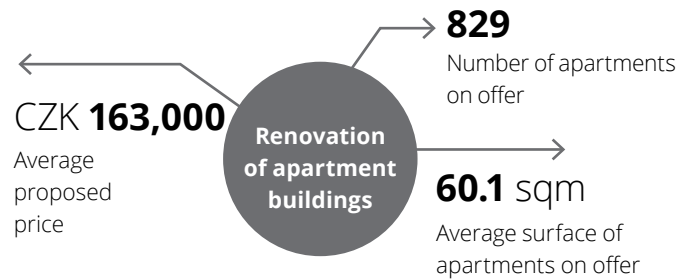 829
Number of apartments
on offer
CZK 163,000
Average
proposed
price
Renovation
of apartment
buildings
60.1 sqm
Average surface of
apartments on offer